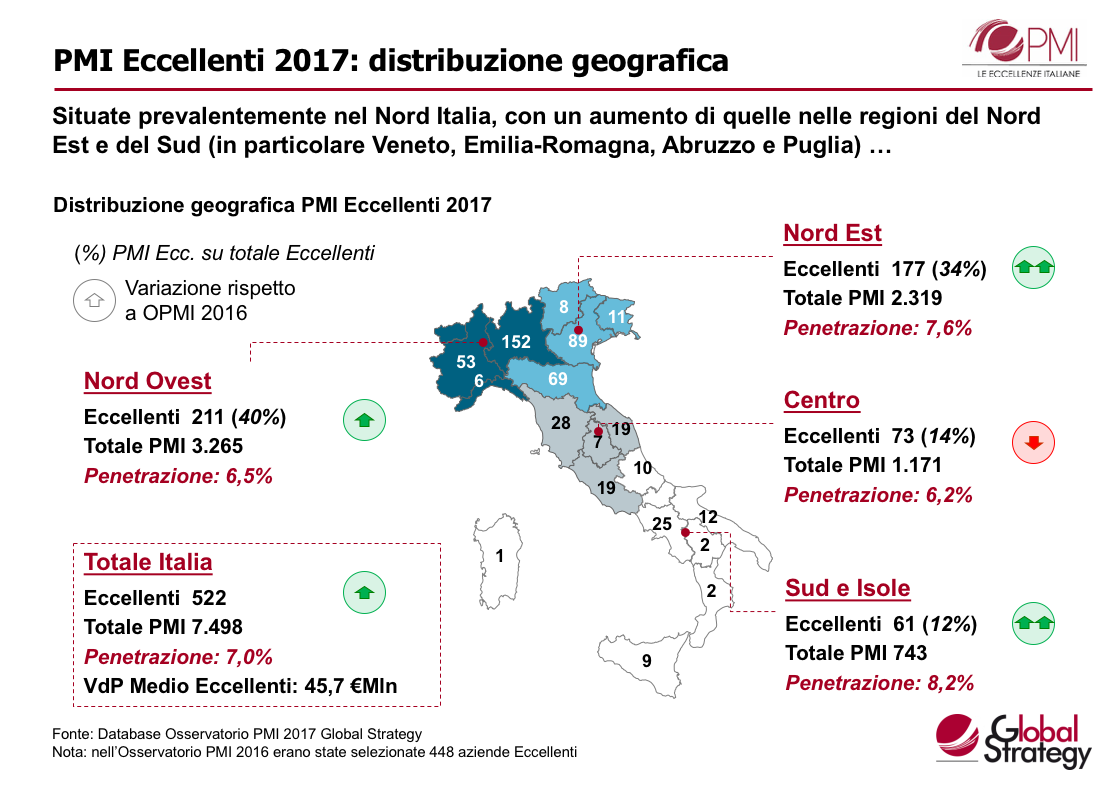 PMI Eccellenti 2017: distribuzione geografica
OPMI
LE ECCELLENZE ITALIANE
Situate prevalentemente nel Nord Italia, con un aumento di quelle nelle regioni del Nord
Est e del Sud (in particolare Veneto, Emilia-Romagna, Abruzzo e Puglia) …
Distribuzione geografica PMI Eccellenti 2017
(%) PMI Ecc. su totale Eccellenti
Variazione rispetto
a OPMI 2016
Nord Ovest
Eccellenti 211 (40%)
Totale PMI 3.265
Penetrazione: 6,5%
Totale Italia
Eccellenti 522
Totale PMI 7.498
Penetrazione: 7,0%
VdP Medio Eccellenti: 45,7 €Mln
8
11
152
89
53
6
69
28
19
7
10
19
25
12
2
1
2
9
Nord Est
Eccellenti 177 (34%)
Totale PMI 2.319
Penetrazione: 7,6%
Centro
Eccellenti 73 (14%)
Totale PMI 1.171
Penetrazione: 6,2%
Sud e Isole
Eccellenti 61 (12%)
Totale PMI 743
Penetrazione: 8,2%
Fonte: Database Osservatorio PMI 2017 Global Strategy
Nota: nell’Osservatorio PMI 2016 erano state selezionate 448 aziende Eccellenti
Global
Strategy